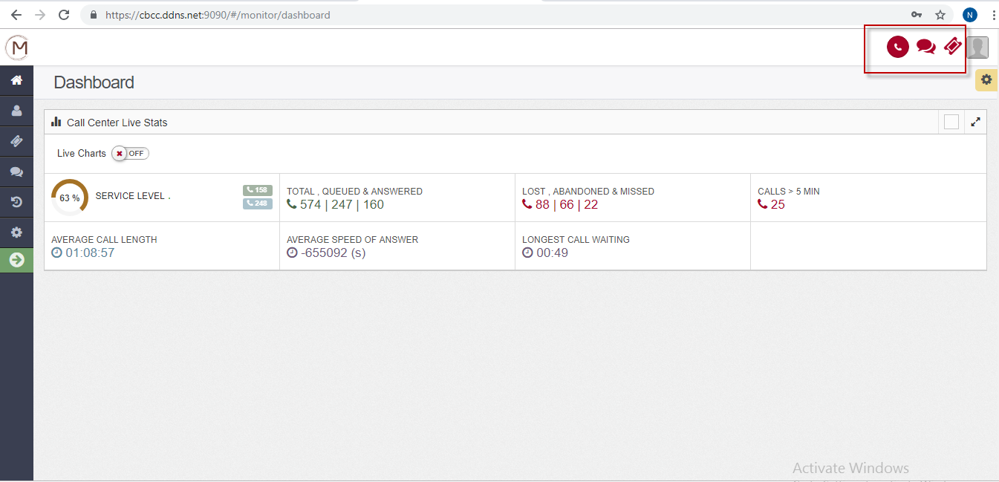 https://cbcc.ddns.net:9090/#/monitor/dashboard
N
M
Dashboard
Call Center Live Stats
Live Charts OFF
63 %
SERVICE LEVEL .
158
248
TOTAL , QUEUED & ANSWERED
574 | 247 | 160
LOST , ABANDONED & MISSED
88 | 66 | 22
CALLS > 5 MIN
25
AVERAGE CALL LENGTH
01:08:57
AVERAGE SPEED OF ANSWER
-655092 (s)
LONGEST CALL WAITING
00:49
Activate Windows